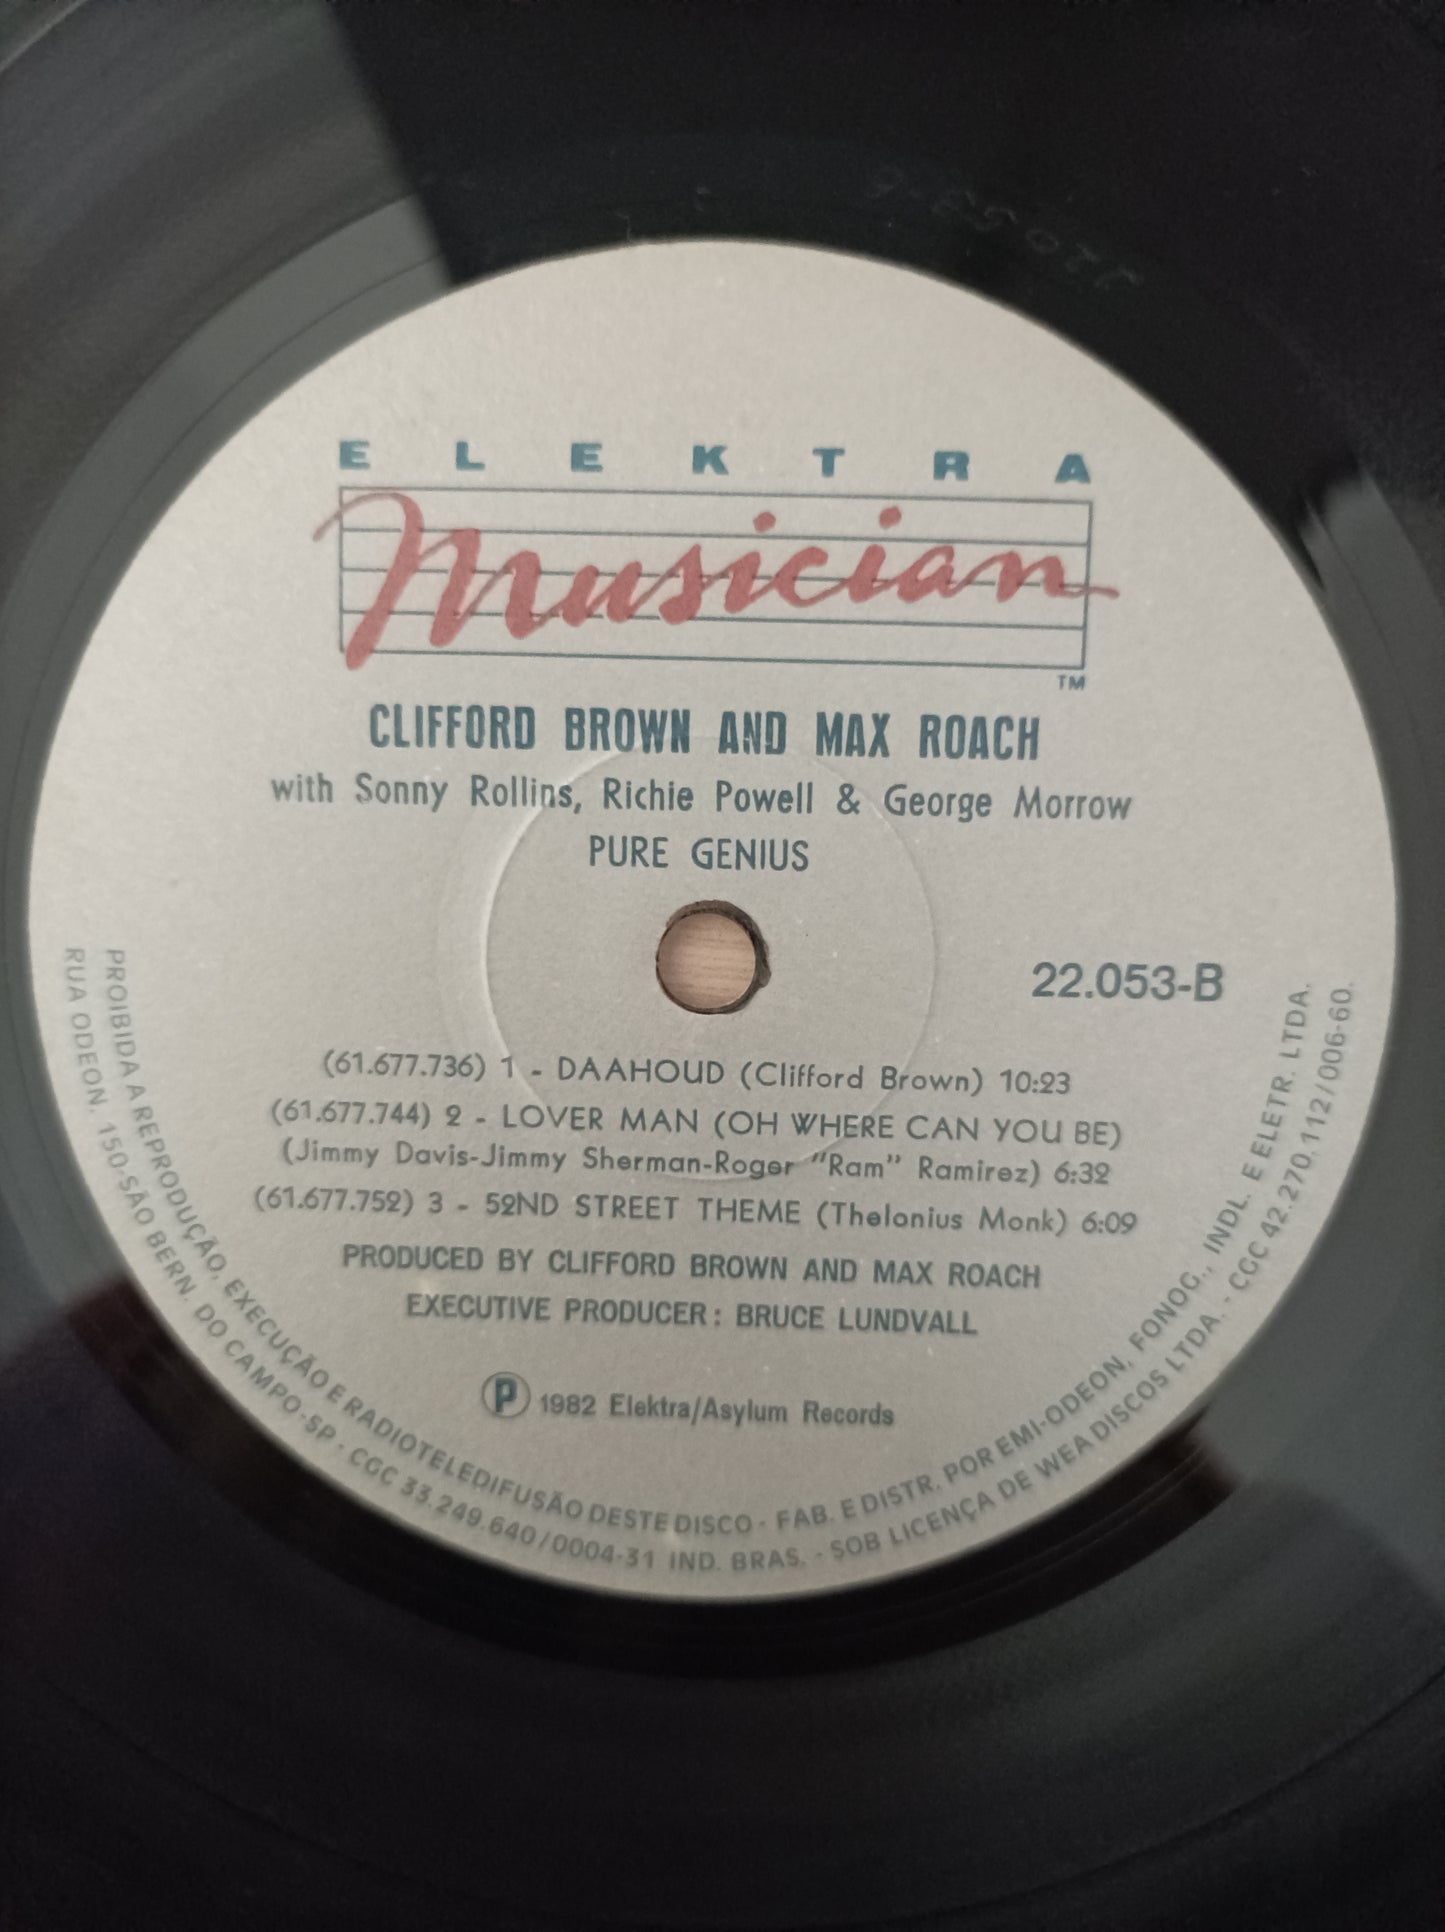 ELEKTRA
Musician
TM
CLIFFORD BROWN AND MAX ROACH
with Sonny Rollins, Richie Powell & George Morrow
PURE GENIUS
22.053-B
(61.677.736) 1 - DAAHOUD (Clifford Brown) 10:23
(61.677.744) 2 - LOVER MAN (OH WHERE CAN YOU BE)
(Jimmy Davis-Jimmy Sherman-Roger "Ram" Ramirez) 6:32
(61.677.752) 3 - 52ND STREET THEME (Thelonius Monk) 6:09
PRODUCED BY CLIFFORD BROWN AND MAX ROACH
EXECUTIVE PRODUCER: BRUCE LUNDVALL
Ⓟ 1982 Elektra/Asylum Records
PROIBIDA A REPRODUÇÃO, EXECUÇÃO E RADIOTELEDIFUSÃO DESTE DISCO - FAB. E DISTR. POR EMI-ODEON, FONOG., INDL. E ELETR. LTDA.
RUA ODEON. 150-SÃO BERN. DO CAMPO-SP - CGC 33.249.640/0004-31 IND. BRAS. - SOB LICENÇA DE WEA DISCOS LTDA. - CGC 42.270.112/006-60.